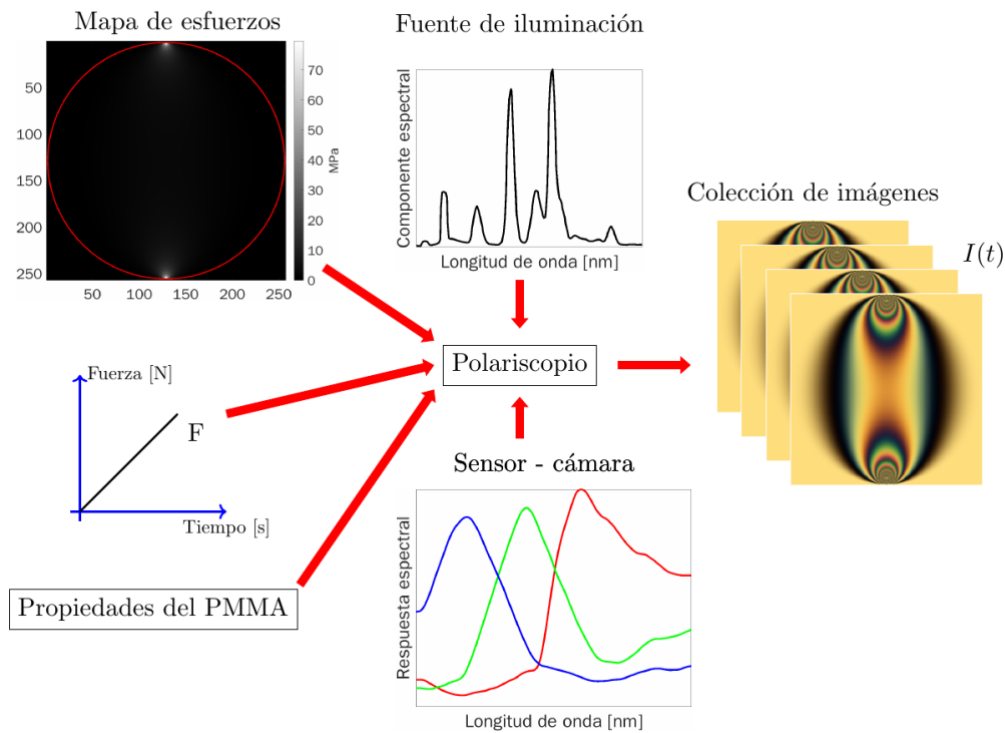 Mapa de esfuerzos
50
100
150
200
250
50 100 150 200 250
70
60
50
40
30
20
10
0
MPa
Fuente de iluminación
Componente espectral
Longitud de onda [nm]
Colección de imágenes
I(t)
Polariscopio
Fuerza [N]
F
Tiempo [s]
Propiedades del PMMA
Sensor - cámara
Respuesta espectral
Longitud de onda [nm]